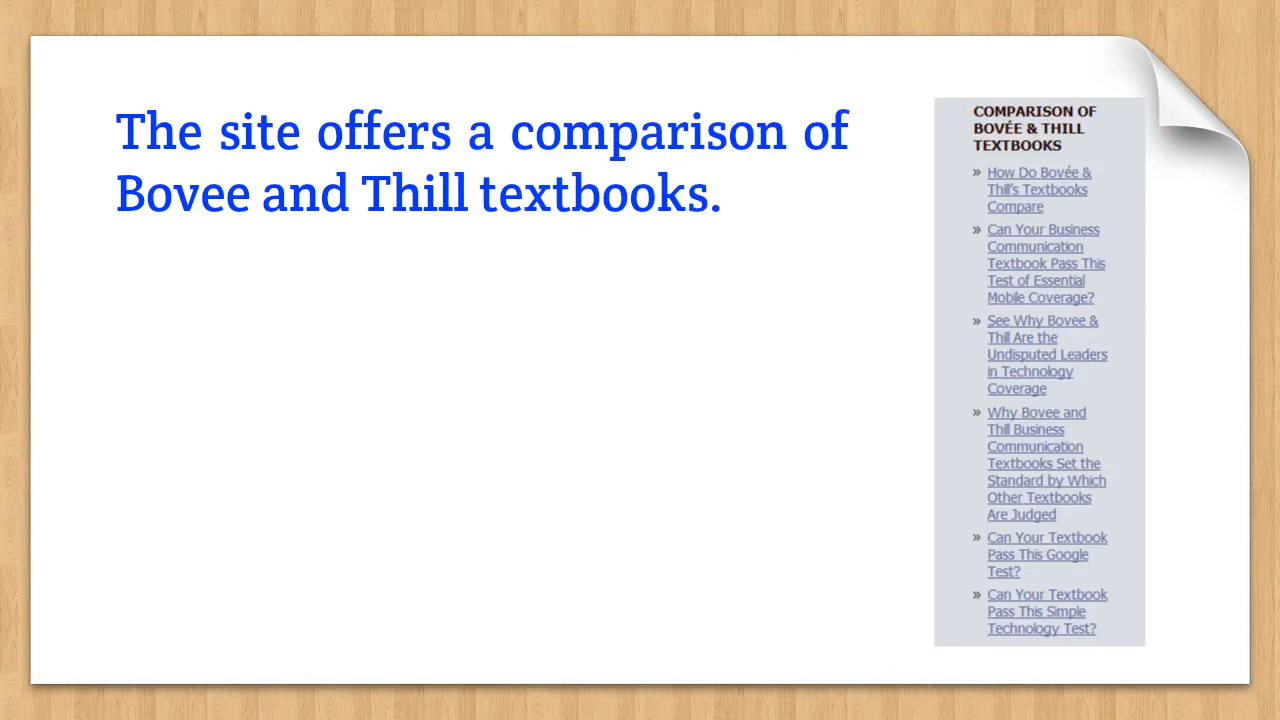 The site offers a comparison of
Bovee and Thill textbooks.
COMPARISON OF
BOVÉE & THILL
TEXTBOOKS
» How Do Bovée &
Thill's Textbooks
Compare
» Can Your Business
Communication
Textbook Pass This
Test of Essential
Mobile Coverage?
» See Why Bovee &
Thill Are the
Undisputed Leaders
in Technology
Coverage
» Why Bovee and
Thill Business
Communication
Textbooks Set the
Standard by Which
Other Textbooks
Are Judged
» Can Your Textbook
Pass This Google
Test?
» Can Your Textbook
Pass This Simple
Technology Test?